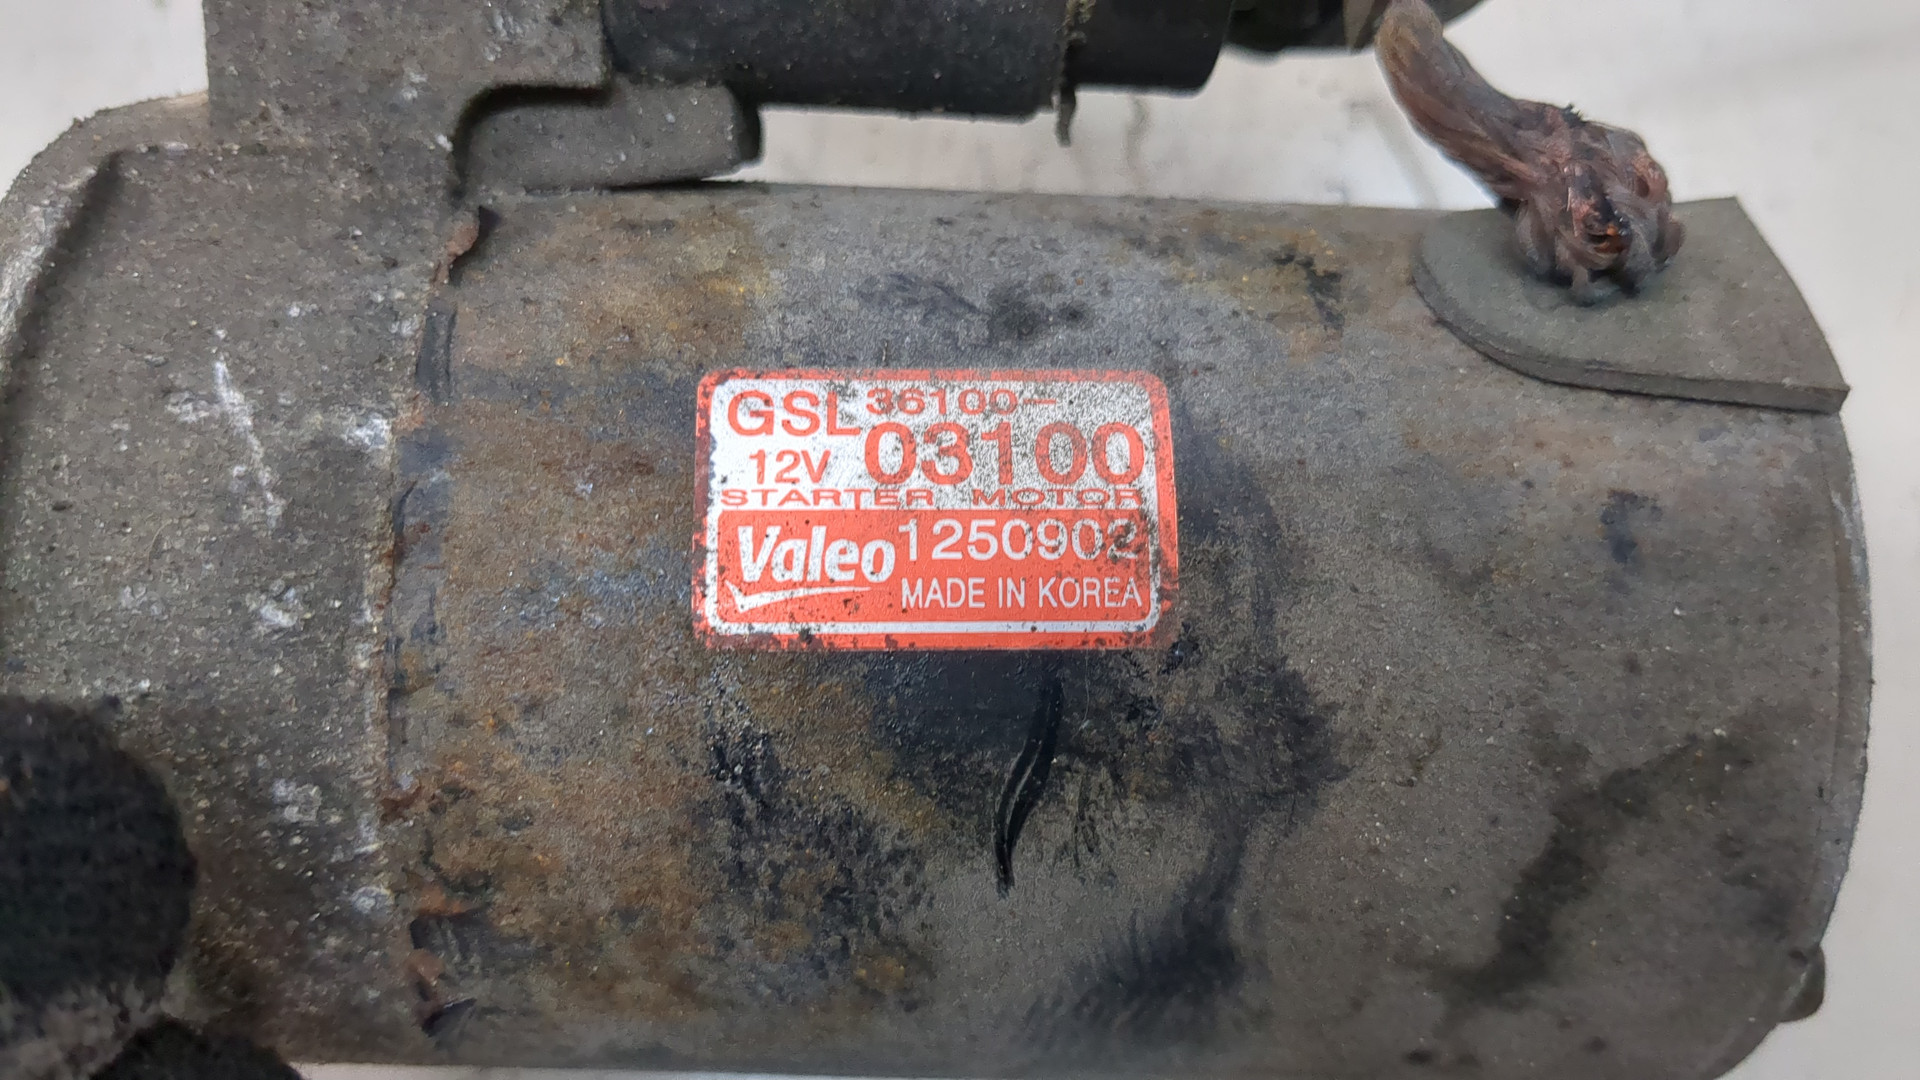 GSL 36100-
12V 03100
STARTER MOTOR
Valeo 1250902
MADE IN KOREA